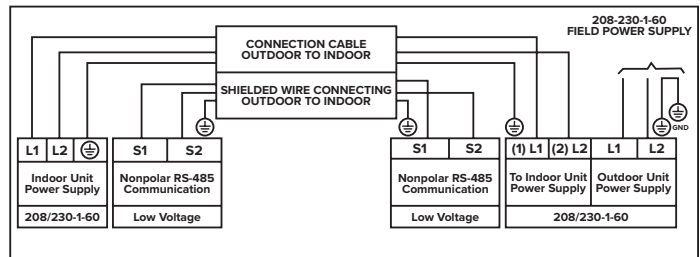 208-230-1-60
FIELD POWER SUPPLY
CONNECTION CABLE
OUTDOOR TO INDOOR
SHIELDED WIRE CONNECTING
OUTDOOR TO INDOOR
GND
L1 L2 S1 S2 S1 S2 (1) L1 (2) L2 L1 L2
Indoor Unit
Power Supply
Nonpolar RS-485
Communication
Nonpolar RS-485
Communication
To Indoor Unit
Power Supply
Outdoor Unit
Power Supply
208/230-1-60
Low Voltage
Low Voltage
208/230-1-60